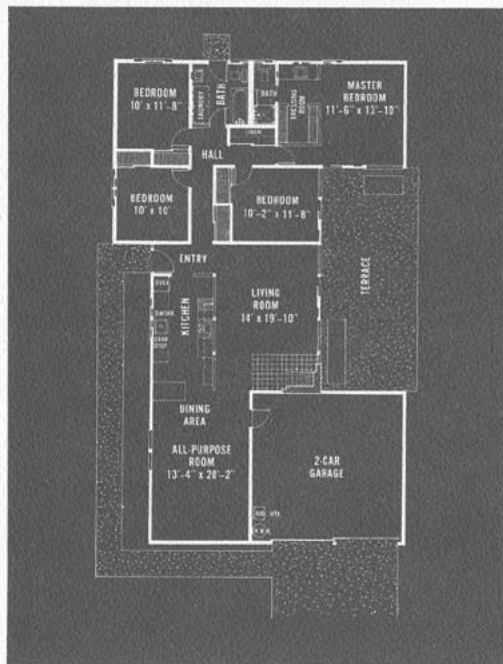 BEDROOM
10' x 11'-8"
LAUNDRY
BATH
BATH
DRESSING
ROOM
MASTER
BEDROOM
11'-6" x 13'-10"
LINEN
HALL
BEDROOM
10' x 10'
BEDROOM
10'-2" x 11'-8"
ENTRY
OVEN
KITCHEN
LIVING
ROOM
14' x 19'-10"
TERRACE
DINING
AREA
ALL-PURPOSE
ROOM
13'-4" x 20'-2"
2-CAR
GARAGE